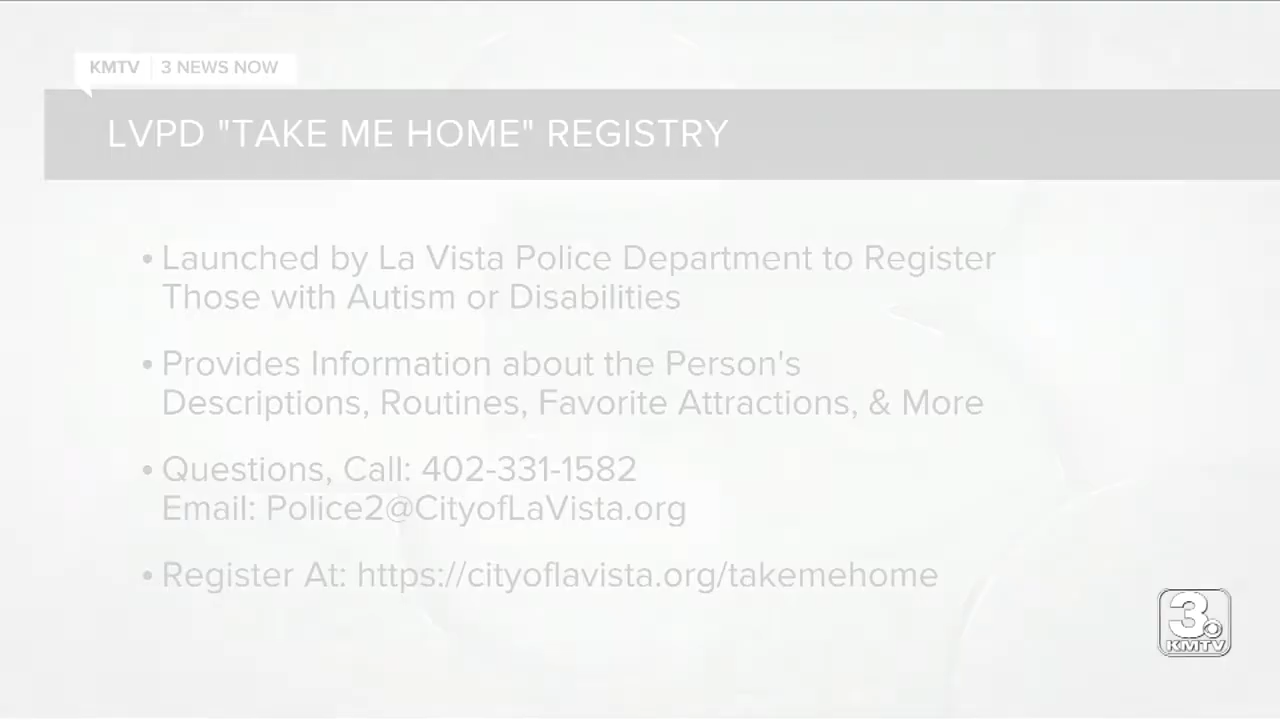 KMTV | 3 NEWS NOW
LVPD "TAKE ME HOME" REGISTRY
• Launched by La Vista Police Department to Register
Those with Autism or Disabilities
• Provides Information about the Person's
Descriptions, Routines, Favorite Attractions, & More
• Questions, Call: 402-331-1582
Email: Police2@CityofLaVista.org
• Register At: https://cityoflavista.org/takemehome
3
KMTV